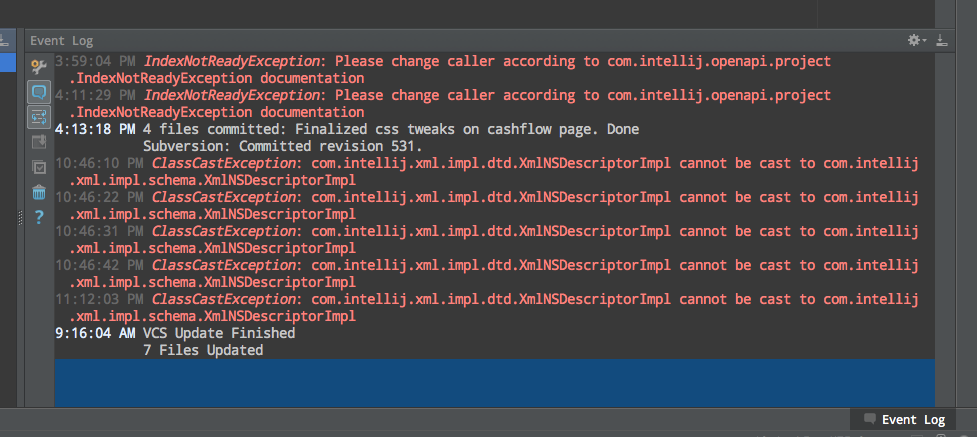 Event Log
3:59:04 PM IndexNotReadyException: Please change caller according to com.intellij.openapi.project
.IndexNotReadyException documentation
4:11:29 PM IndexNotReadyException: Please change caller according to com.intellij.openapi.project
.IndexNotReadyException documentation
4:13:18 PM 4 files committed: Finalized css tweaks on cashflow page. Done
Subversion: Committed revision 531.
10:46:10 PM ClassCastException: com.intellij.xml.impl.dtd.XmlNSDescriptorImpl cannot be cast to com.intellij
.xml.impl.schema.XmlNSDescriptorImpl
10:46:22 PM ClassCastException: com.intellij.xml.impl.dtd.XmlNSDescriptorImpl cannot be cast to com.intellij
.xml.impl.schema.XmlNSDescriptorImpl
10:46:31 PM ClassCastException: com.intellij.xml.impl.dtd.XmlNSDescriptorImpl cannot be cast to com.intellij
.xml.impl.schema.XmlNSDescriptorImpl
10:46:42 PM ClassCastException: com.intellij.xml.impl.dtd.XmlNSDescriptorImpl cannot be cast to com.intellij
.xml.impl.schema.XmlNSDescriptorImpl
11:12:03 PM ClassCastException: com.intellij.xml.impl.dtd.XmlNSDescriptorImpl cannot be cast to com.intellij
.xml.impl.schema.XmlNSDescriptorImpl
9:16:04 AM VCS Update Finished
7 Files Updated
Event Log